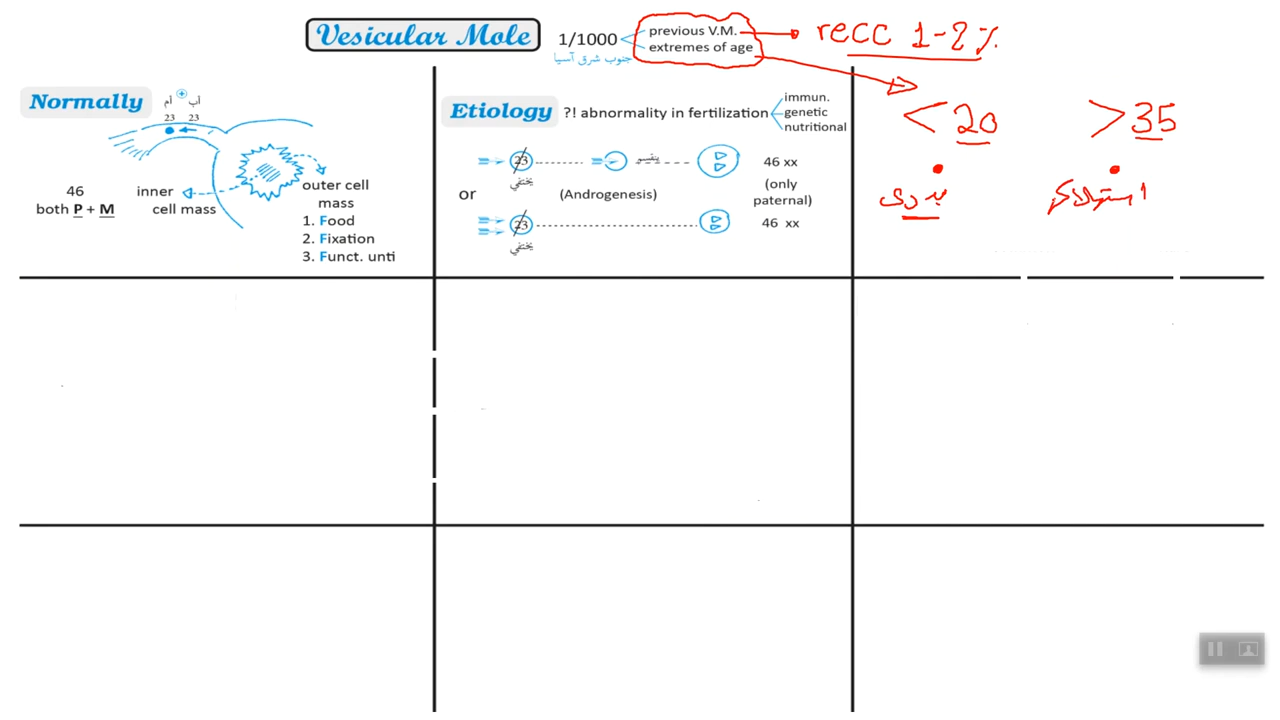 Vesicular Mole
1/1000
previous V.M.
extremes of age
جنوب شرق آسيا
recc 1-2%
< 20
> 35
بدرى
Normally
أم
أب
23 23
46
both P + M
inner
cell mass
outer cell
mass
1. Food
2. Fixation
3. Funct. unti
Etiology
?! abnormality in fertilization
immun.
genetic
nutritional
23
يختفي
ينقسم
46 xx
or
(Androgenesis)
(only
paternal)
23
يختفي
46 xx